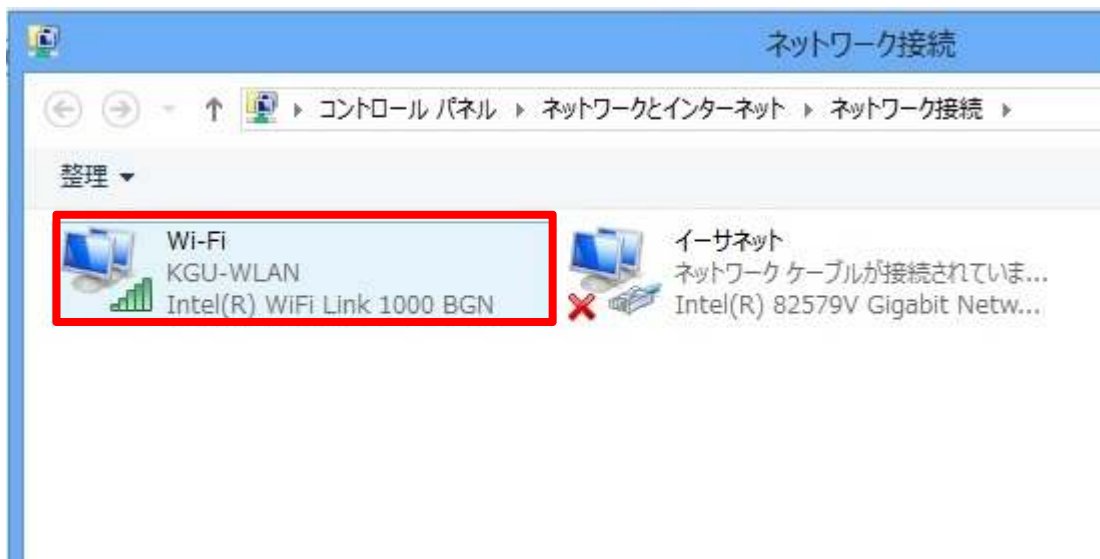 ネットワーク接続
コントロール パネル ネットワークとインターネット ネットワーク接続
整理
Wi-Fi
KGU-WLAN
Intel(R) WiFi Link 1000 BGN
イーサネット
ネットワーク ケーブルが接続されていま...
Intel(R) 82579V Gigabit Netw...